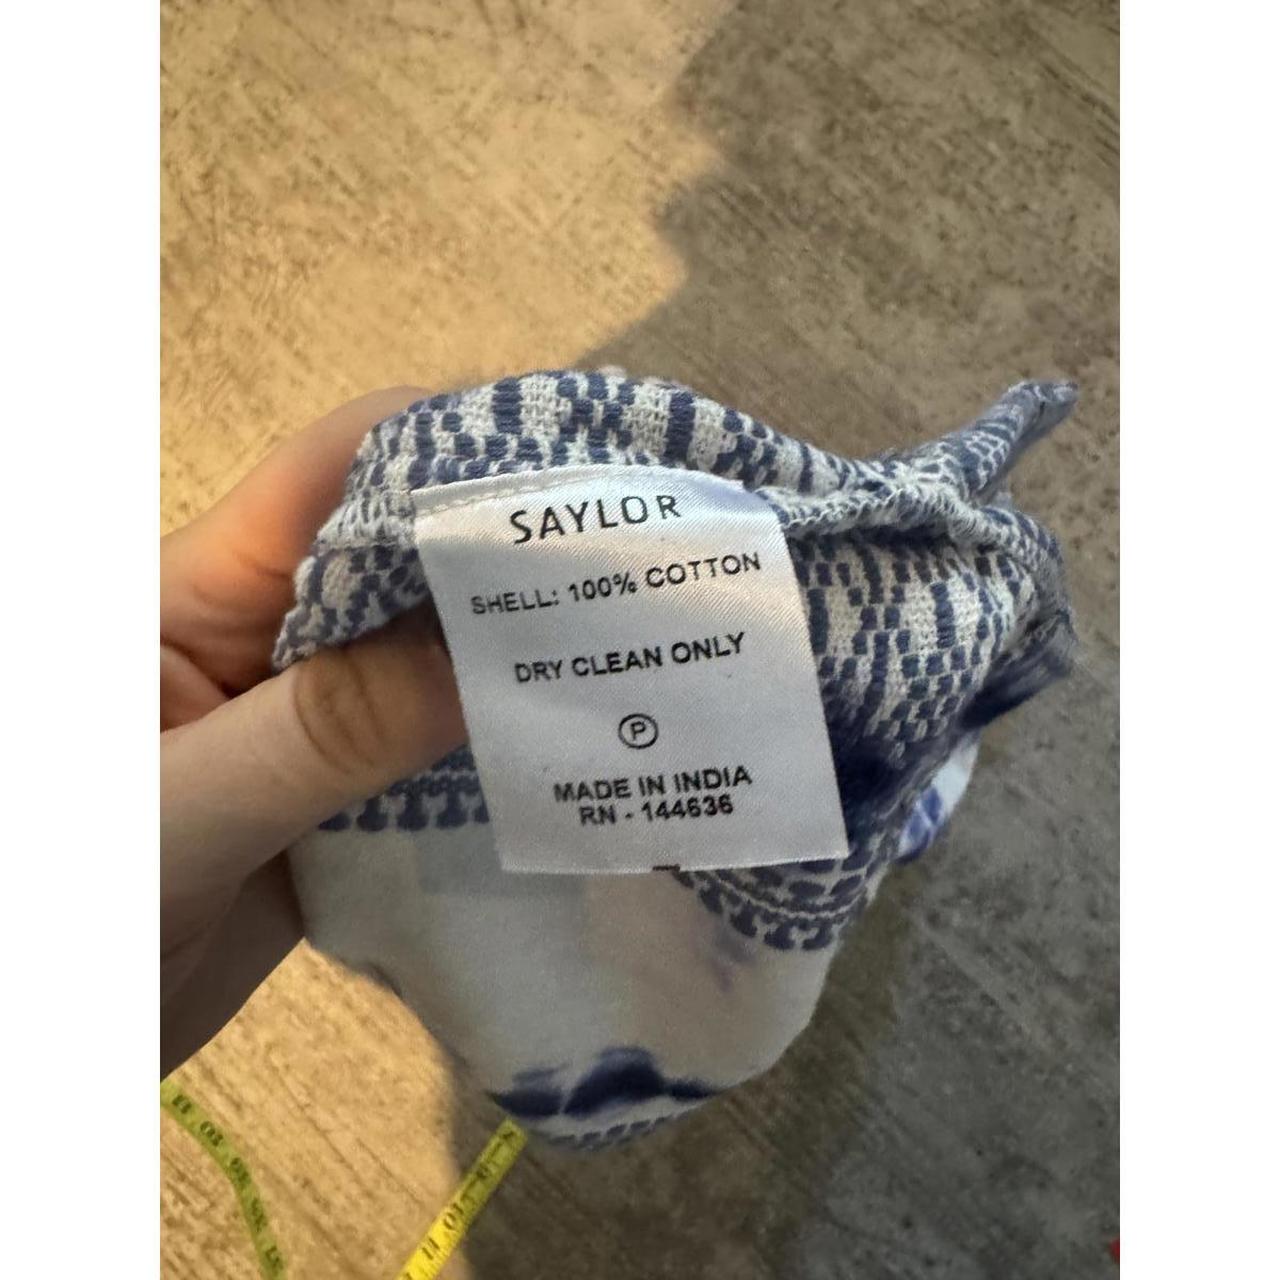 SAYLOR
SHELL: 100% COTTON
DRY CLEAN ONLY
P
MADE IN INDIA
RN - 144636